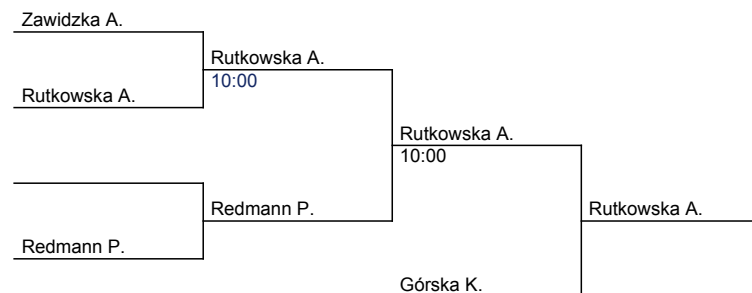 Zawidzka A.
Rutkowska A.
10:00
Rutkowska A.
Rutkowska A.
10:00
Redmann P.
Rutkowska A.
Redmann P.
Górska K.